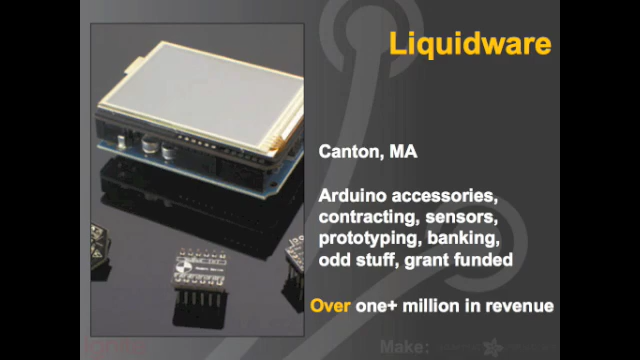 Liquidware
Canton, MA
Arduino accessories,
contracting, sensors,
prototyping, banking,
odd stuff, grant funded
Over one+ million in revenue
Make: